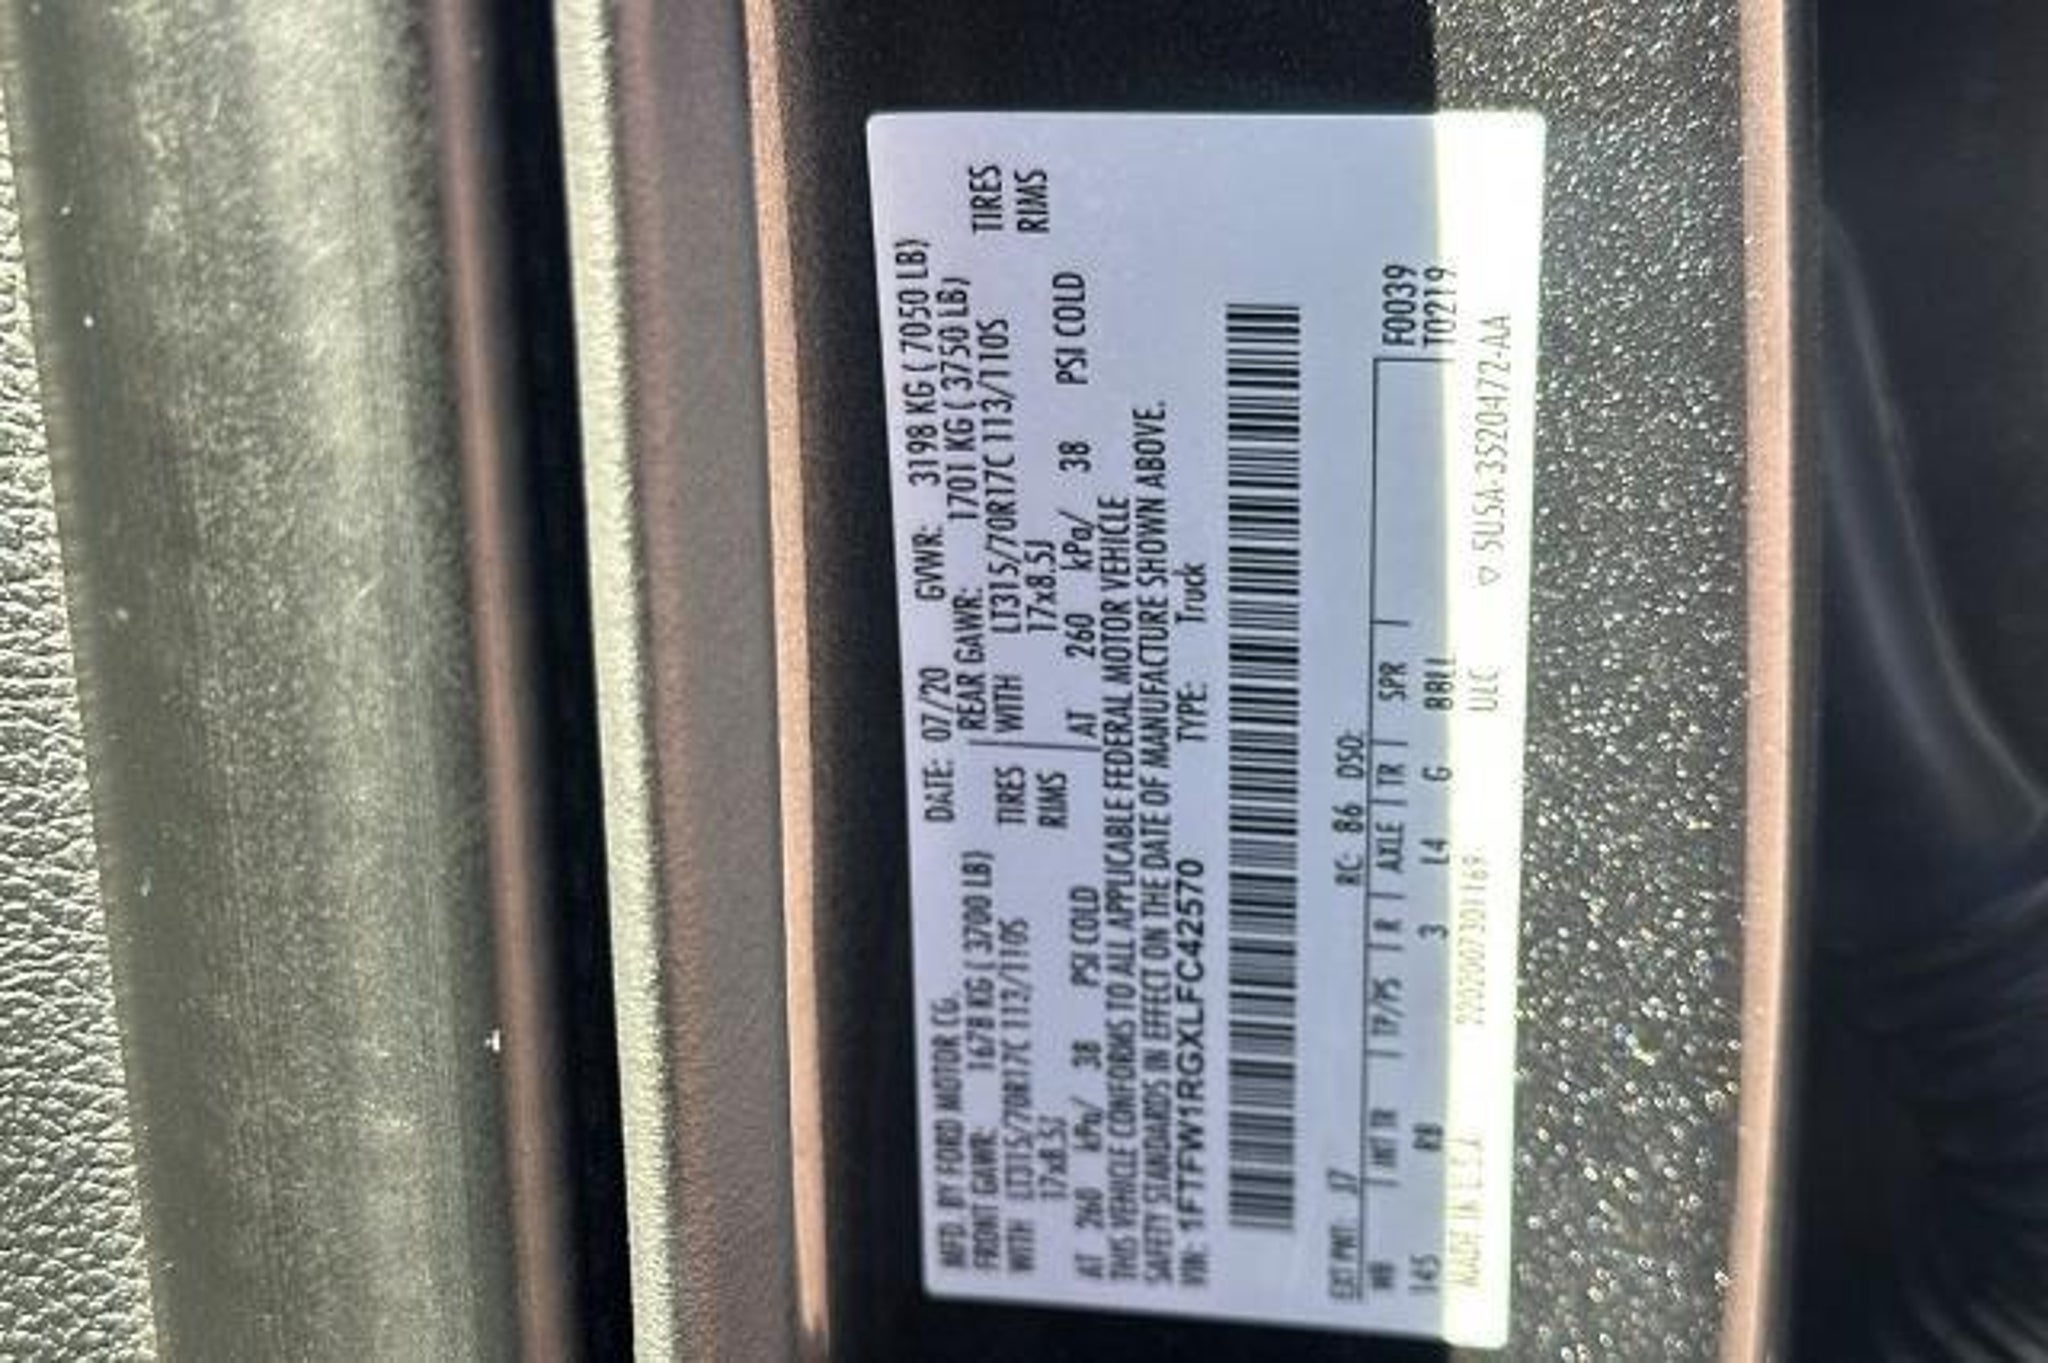 MFD. BY FORD MOTOR CO. DATE: 07/20 GVWR: 3198 KG ( 7050 LB)
FRONT GAWR: 1678 KG ( 3700 LB) REAR GAWR: 1701 KG ( 3750 LB)
WITH LT315/70R17C 113/110S TIRES WITH LT315/70R17C 113/110S TIRES
17x8.5J RIMS 17x8.5J RIMS
AT 260 kPa/ 38 PSI COLD AT 260 kPa/ 38 PSI COLD
THIS VEHICLE CONFORMS TO ALL APPLICABLE FEDERAL MOTOR VEHICLE
SAFETY STANDARDS IN EFFECT ON THE DATE OF MANUFACTURE SHOWN ABOVE.
VIN: 1FTFW1RGXLFC42570 TYPE: Truck
EXT PNT: J7 RC: 86 DSO: F0039
WB | INT TR | TP/PS | R | AXLE | TR | SPR | T0219
145 RB 3 L4 G BBLL
MADE IN U.S.A. 20200730116 ULC ▽ 5U5A-3520472-AA